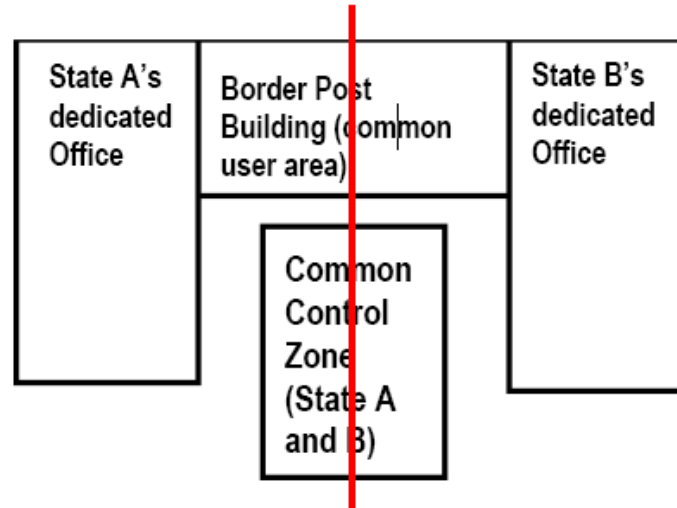 State A's
dedicated
Office
Border Post
Building (common
user area)
State B's
dedicated
Office
Common
Control
Zone
(State A
and B)